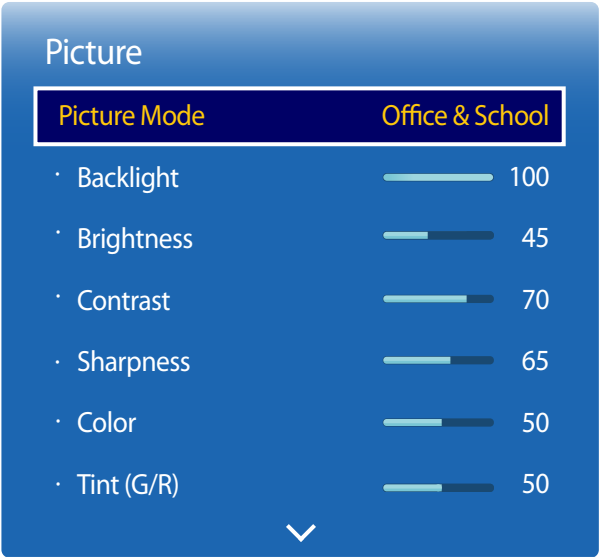 Picture
Picture Mode Office & School
· Backlight 100
· Brightness 45
· Contrast 70
· Sharpness 65
· Color 50
· Tint (G/R) 50